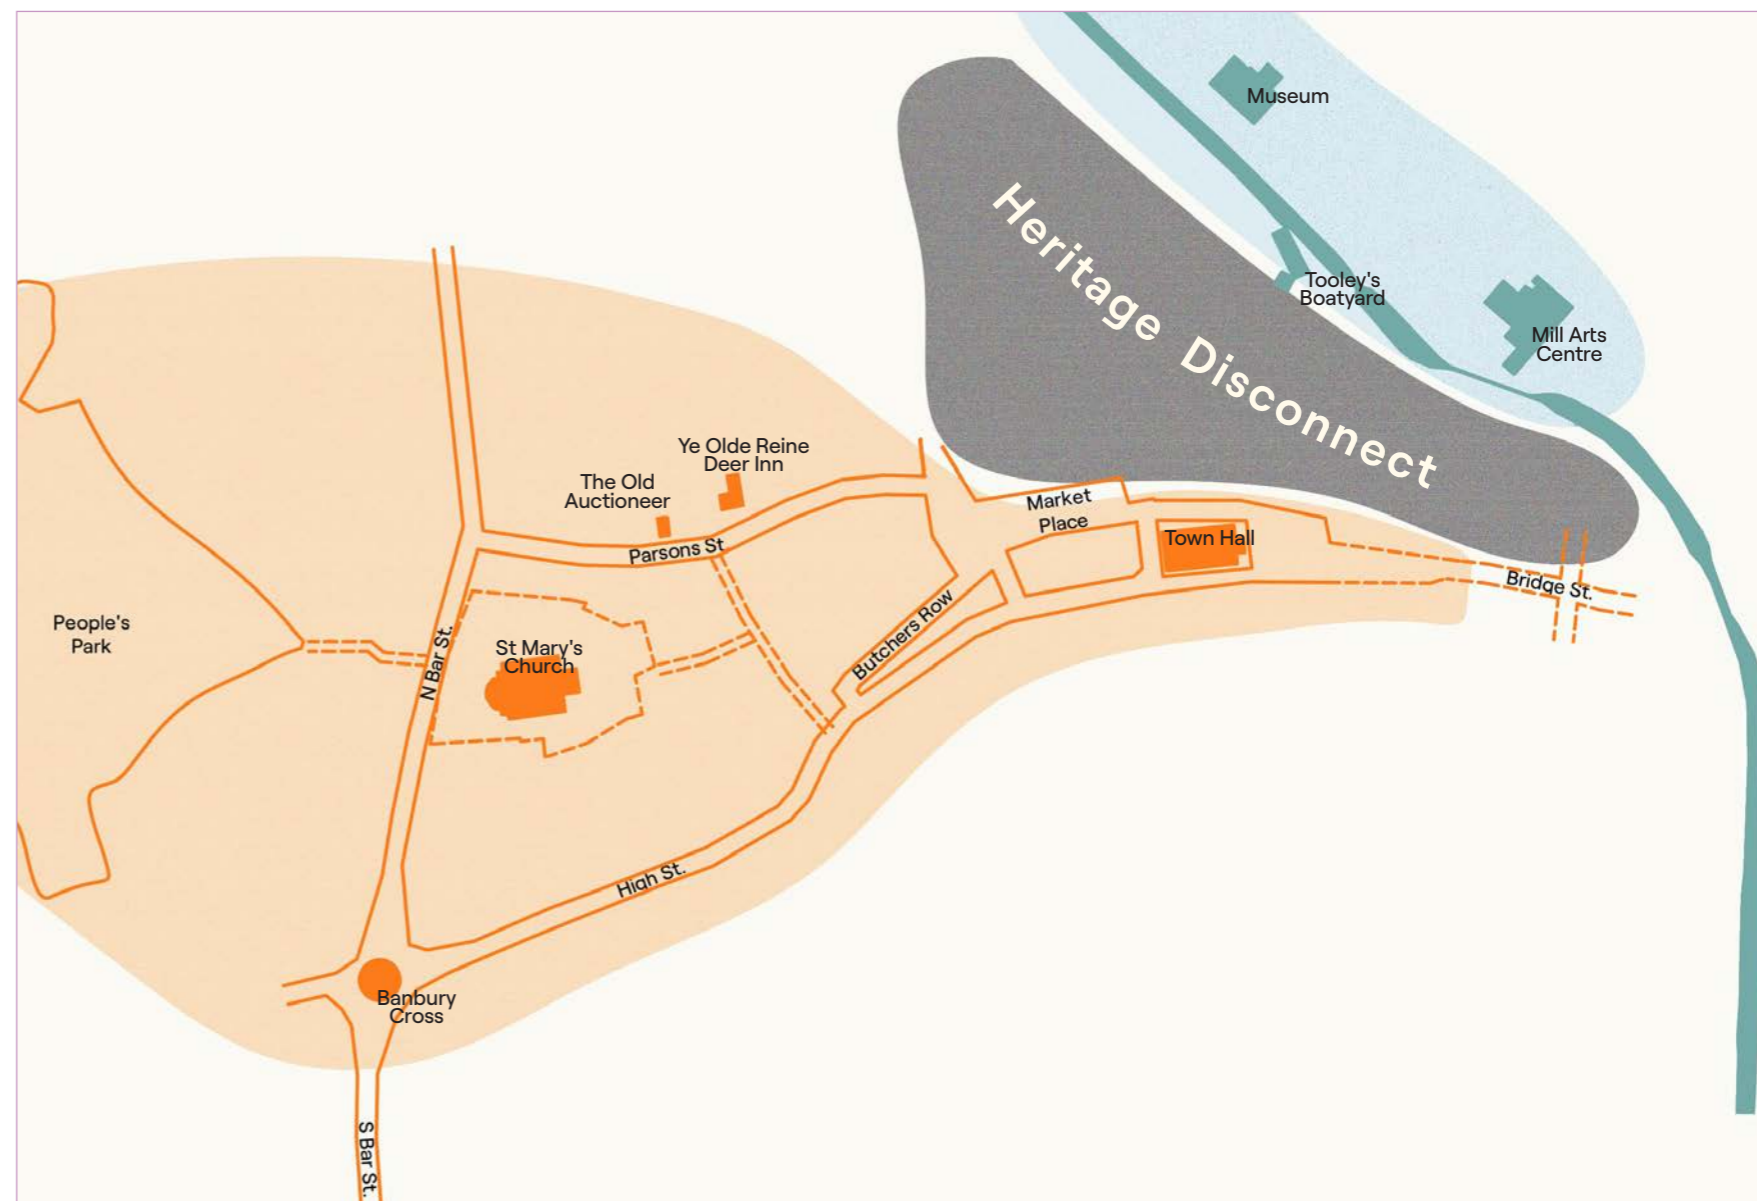 Museum
Heritage Disconnect
Tooley's
Boatyard
Mill Arts
Centre
Ye Olde Reine
Deer Inn
The Old
Auctioneer
Market
Place
Parsons St
Town Hall
Bridge St.
People's
Park
N Bar St.
St Mary's
Church
Butchers Row
High St.
Banbury
Cross
S Bar St.